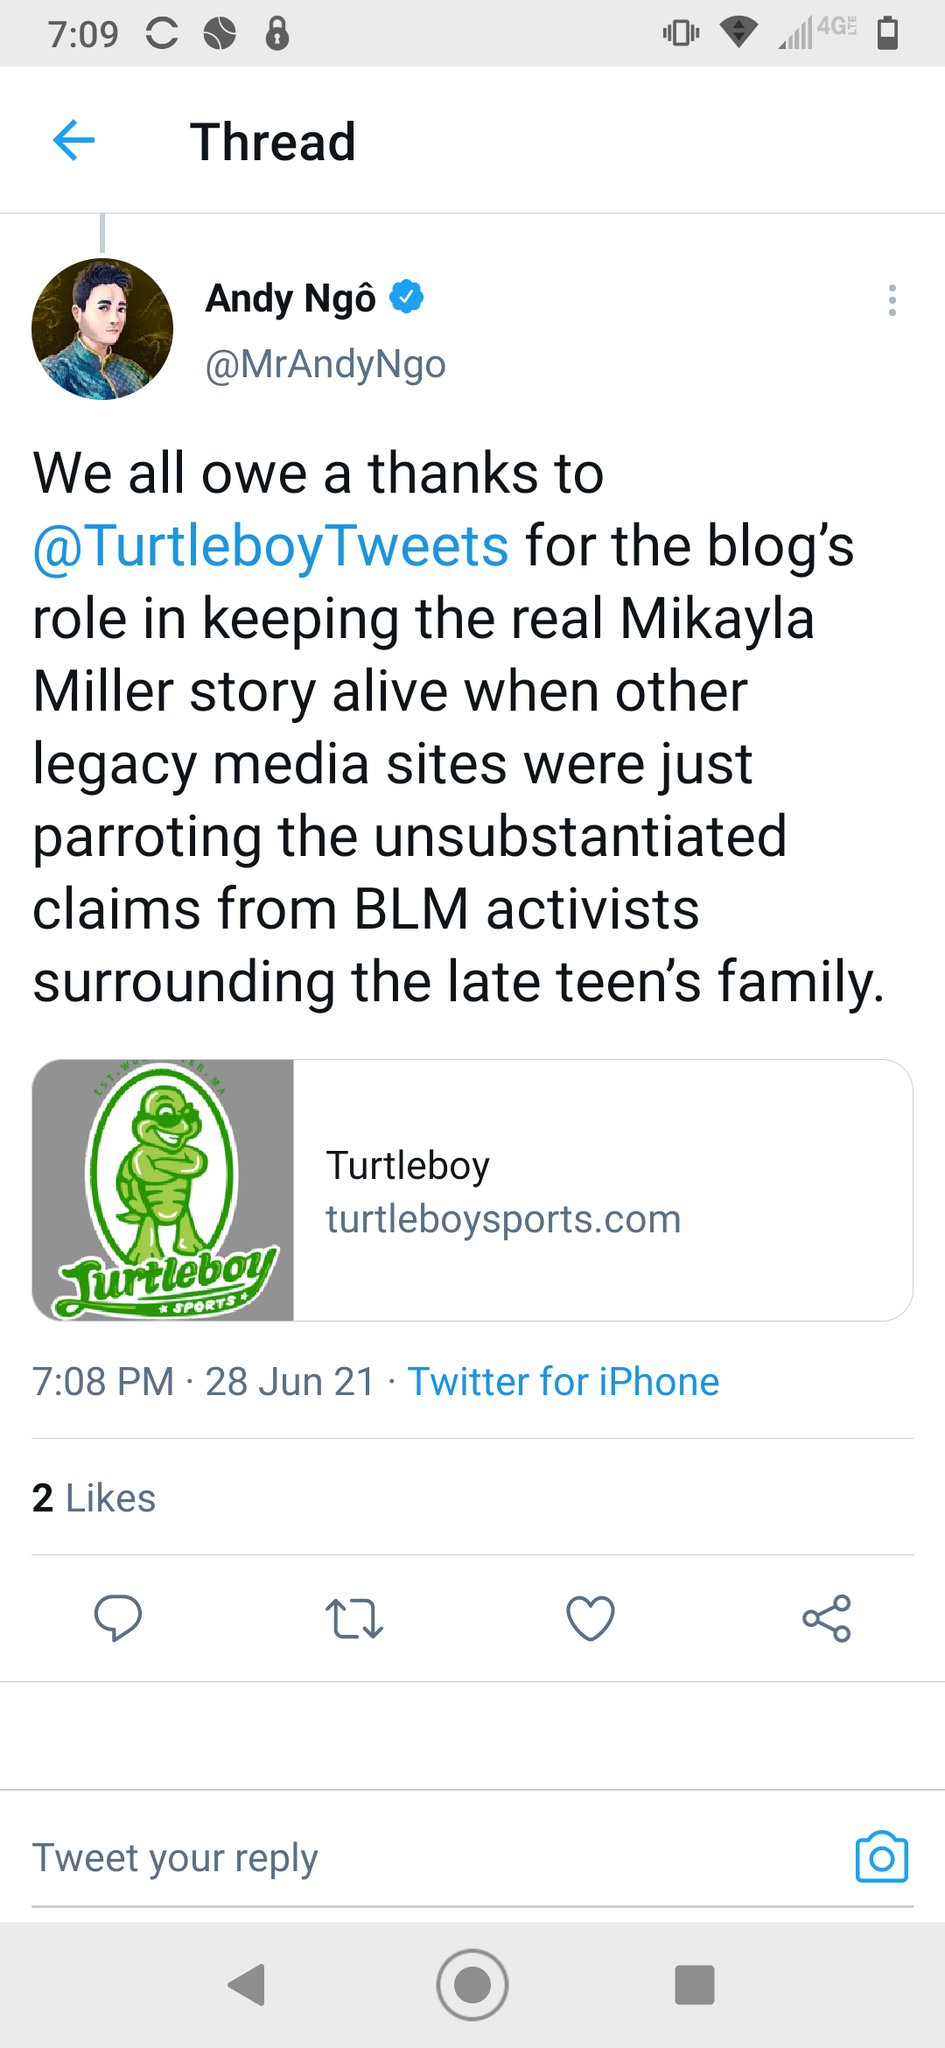 7:09 4G LTE
Thread
Andy Ngô
@MrAndyNgo
We all owe a thanks to
@TurtleboyTweets for the blog’s
role in keeping the real Mikayla
Miller story alive when other
legacy media sites were just
parroting the unsubstantiated
claims from BLM activists
surrounding the late teen’s family.
Turtleboy
SPORTS
Turtleboy
turtleboysports.com
7:08 PM · 28 Jun 21 · Twitter for iPhone
2 Likes
Tweet your reply